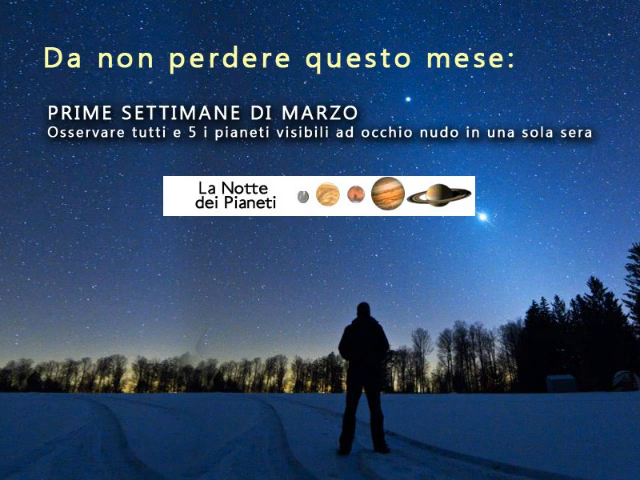 Da non perdere questo mese:
PRIME SETTIMANE DI MARZO
Osservare tutti e 5 i pianeti visibili ad occhio nudo in una sola sera
La Notte
dei Pianeti